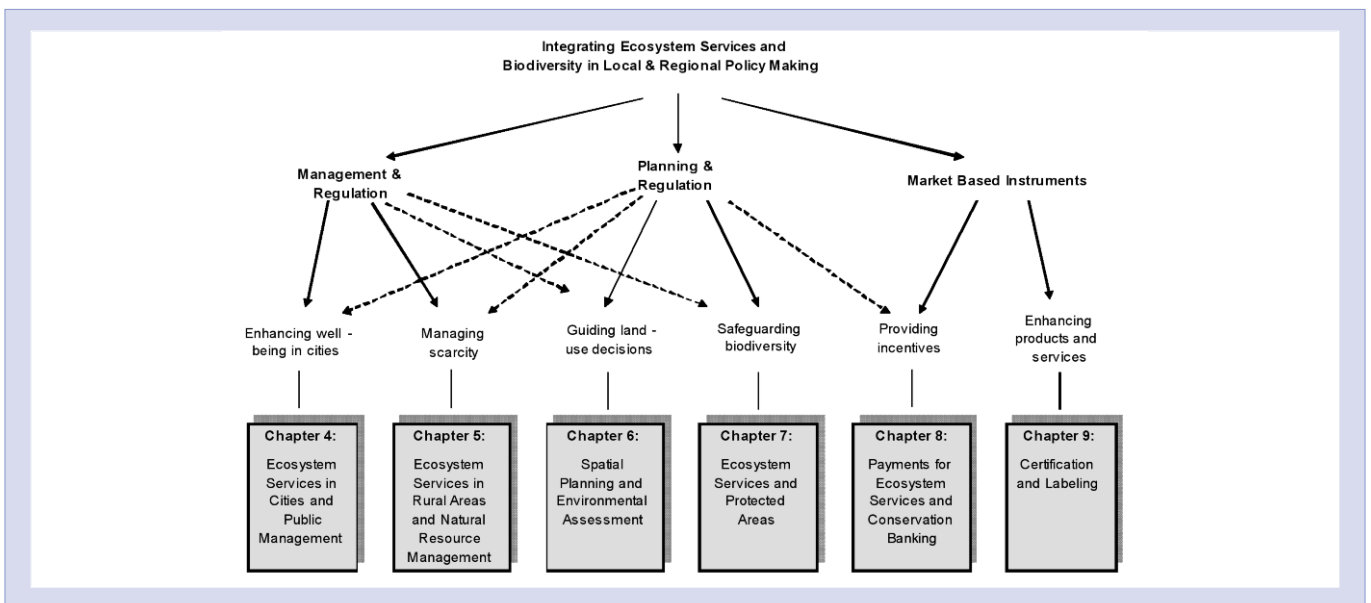 Integrating Ecosystem Services and
Biodiversity in Local & Regional Policy Making
Management &
Regulation
Planning &
Regulation
Market Based Instruments
Enhancing well -
being in cities
Managing
scarcity
Guiding land -
use decisions
Safeguarding
biodiversity
Providing
incentives
Enhancing
products and
services
Chapter 4:
Ecosystem
Services in
Cities and
Public
Management
Chapter 5:
Ecosystem
Services in
Rural Areas
and Natural
Resource
Management
Chapter 6:
Spatial
Planning and
Environmental
Assessment
Chapter 7:
Ecosystem
Services and
Protected
Areas
Chapter 8:
Payments for
Ecosystem
Services and
Conservation
Banking
Chapter 9:
Certification
and Labeling